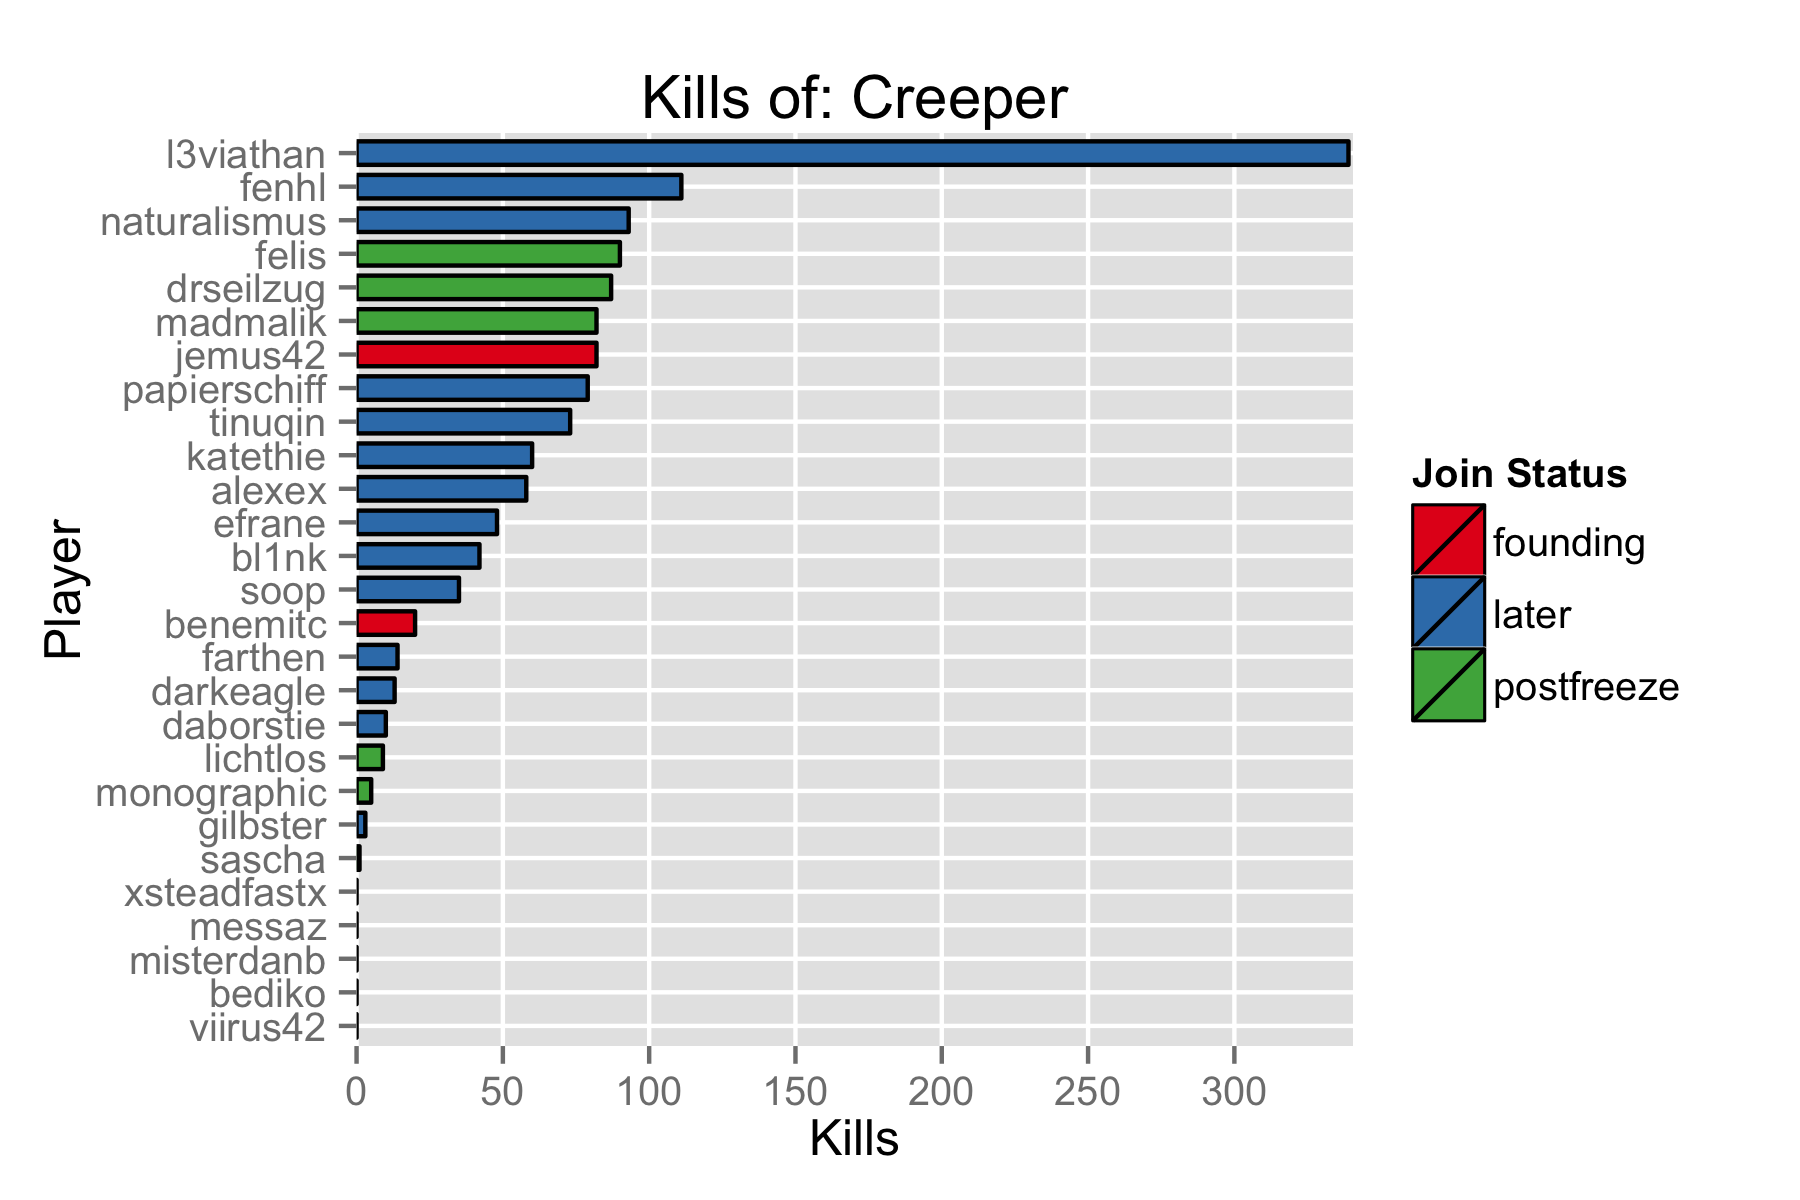 Kills of: Creeper
l3viathan
fenhl
naturalismus
felis
drseilzug
madmalik
jemus42
papierschiff
tinuqin
katethie
alexex
efrane
bl1nk
soop
benemitc
farthen
darkeagle
daborstie
lichtlos
monographic
gilbster
sascha
xsteadfastx
messaz
misterdanb
bediko
viirus42
Player
0 50 100 150 200 250 300
Kills
Join Status
founding
later
postfreeze